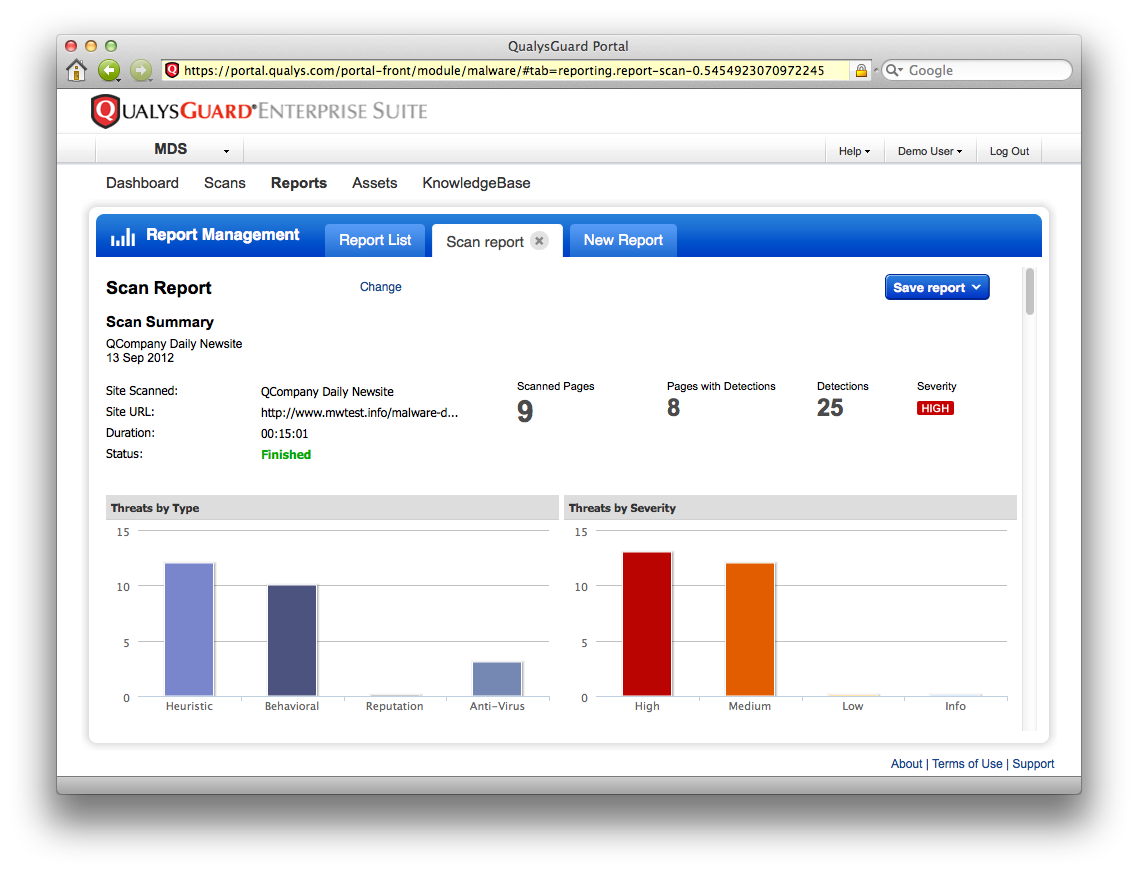 QualysGuard Portal
https://portal.qualys.com/portal-front/module/malware/#tab=reporting.report-scan-0.5454923070972245
Google
QUALYSGUARD® ENTERPRISE SUITE
MDS
Help
Demo User
Log Out
Dashboard Scans Reports Assets KnowledgeBase
Report Management
Report List
Scan report
New Report
Scan Report
Change
Save report
Scan Summary
QCompany Daily Newsite
13 Sep 2012
Site Scanned: QCompany Daily Newsite
Site URL: http://www.mwtest.info/malware-d...
Duration: 00:15:01
Status: Finished
Scanned Pages
9
Pages with Detections
8
Detections
25
Severity
HIGH
Threats by Type
15
10
5
0
Heuristic Behavioral Reputation Anti-Virus
Threats by Severity
15
10
5
0
High Medium Low Info
About | Terms of Use | Support